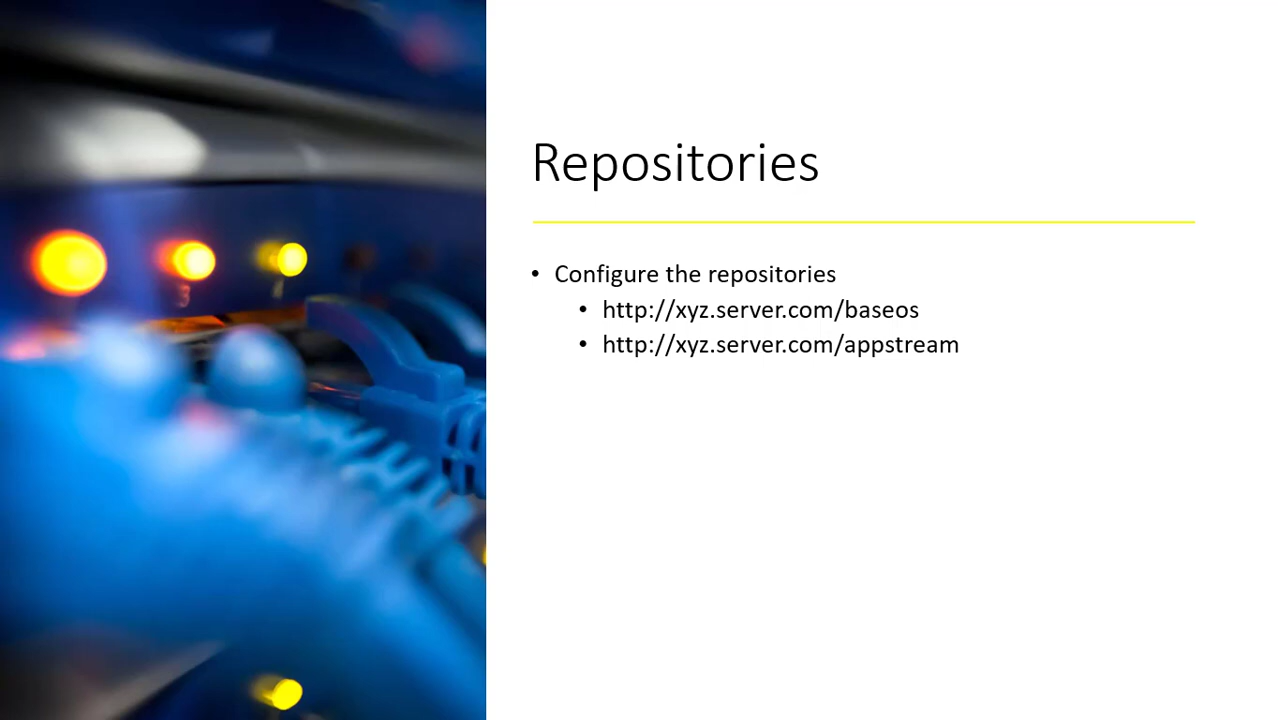 Repositories
• Configure the repositories
• http://xyz.server.com/baseos
• http://xyz.server.com/appstream